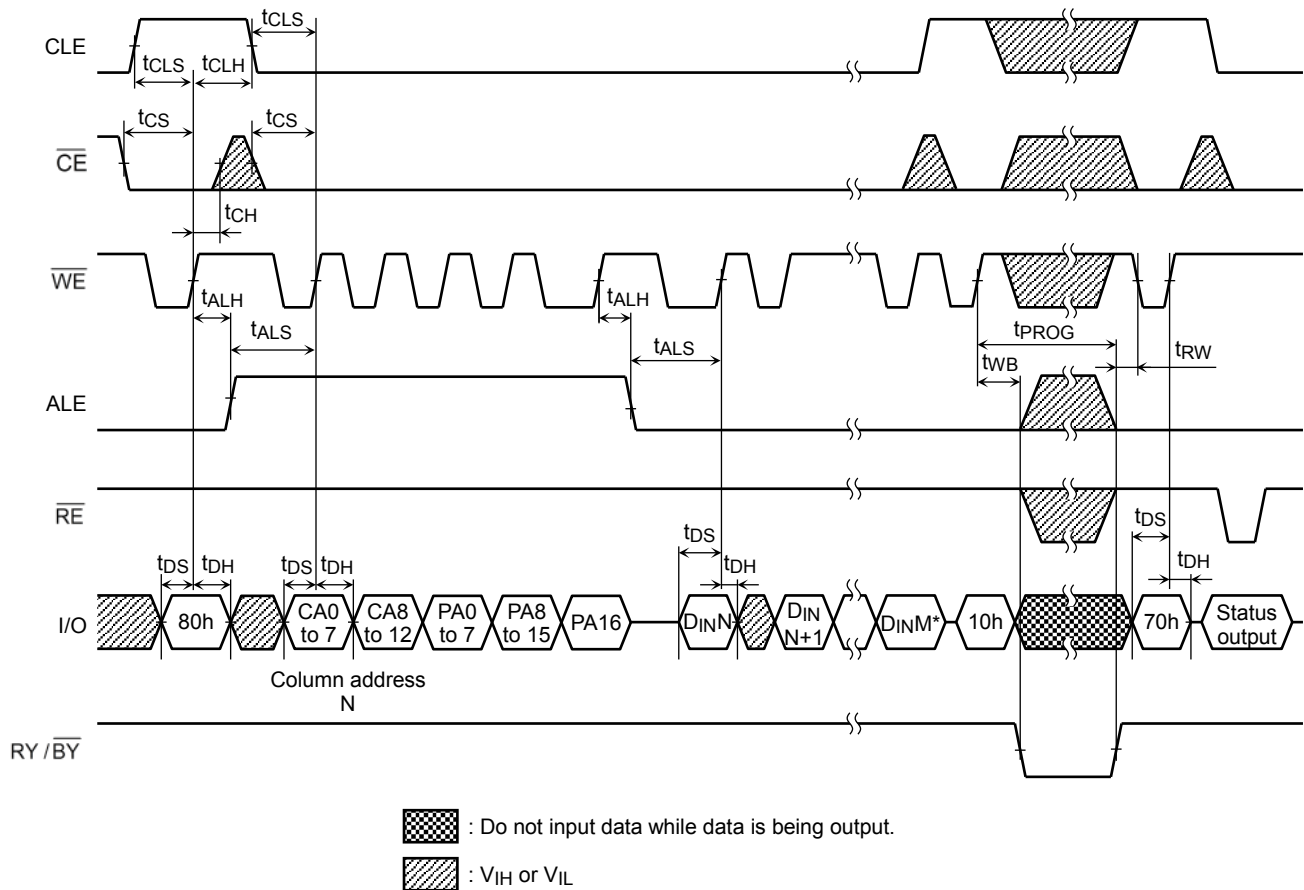 tCLS
CLE
tCLS tCLH
tCS tCS
CE
tCH
WE
tALH tALH
tALS tPROG
tALS tRW
tWB
ALE
RE
tDS tDH tDS tDH tDS tDH tDS tDH
I/O
80h
CA0 to 7
CA8 to 12
PA0 to 7
PA8 to 15
PA16
DINN
DIN N+1
DINM*
10h
70h
Status output
Column address
N
RY / BY
: Do not input data while data is being output.
: VIH or VIL